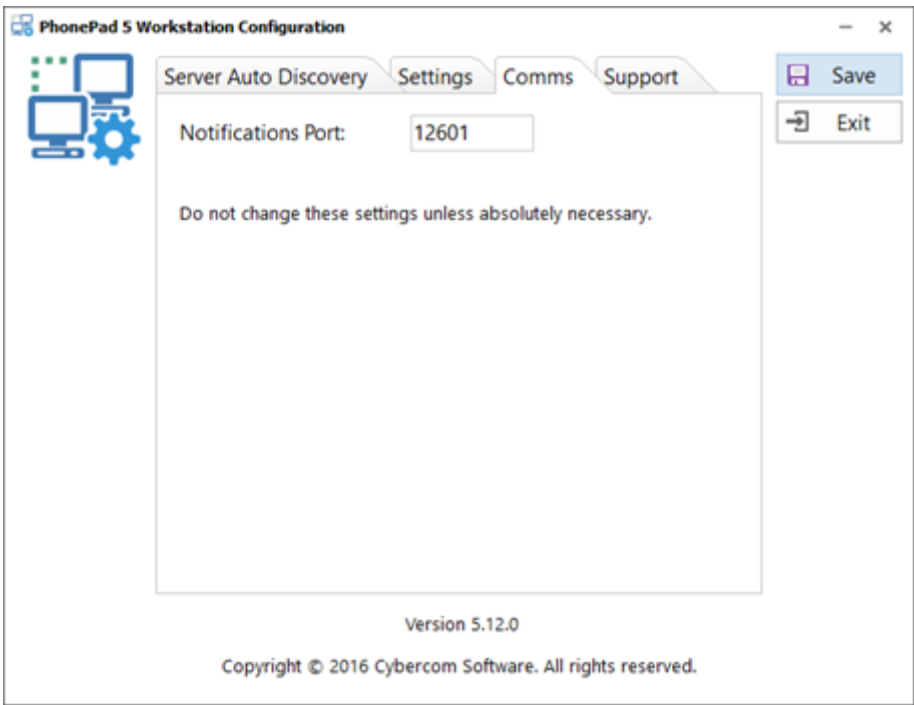 PhonePad 5 Workstation Configuration
Server Auto Discovery Settings Comms Support
Save
Exit
Notifications Port: 12601
Do not change these settings unless absolutely necessary.
Version 5.12.0
Copyright © 2016 Cybercom Software. All rights reserved.